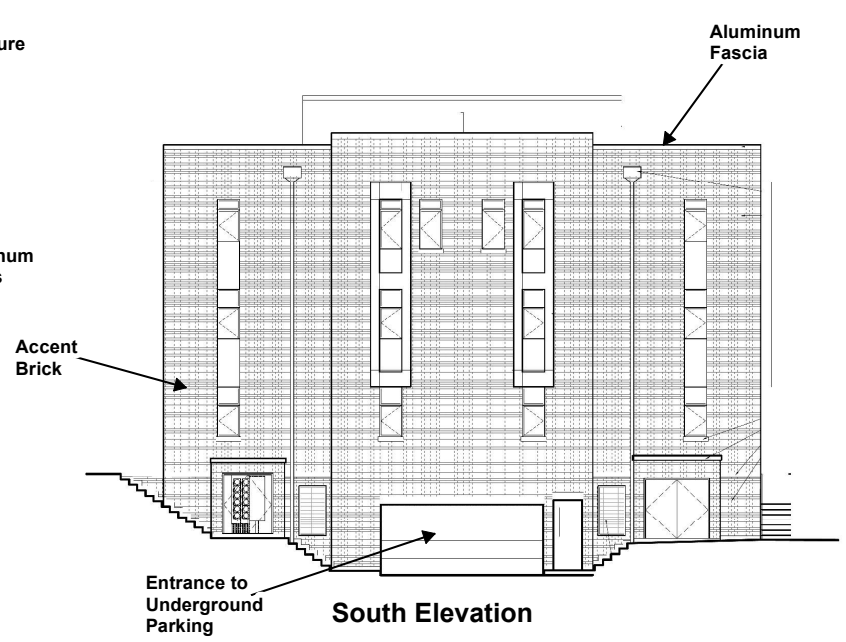 Aluminum
Fascia
Accent
Brick
Entrance to
Underground
Parking
South Elevation